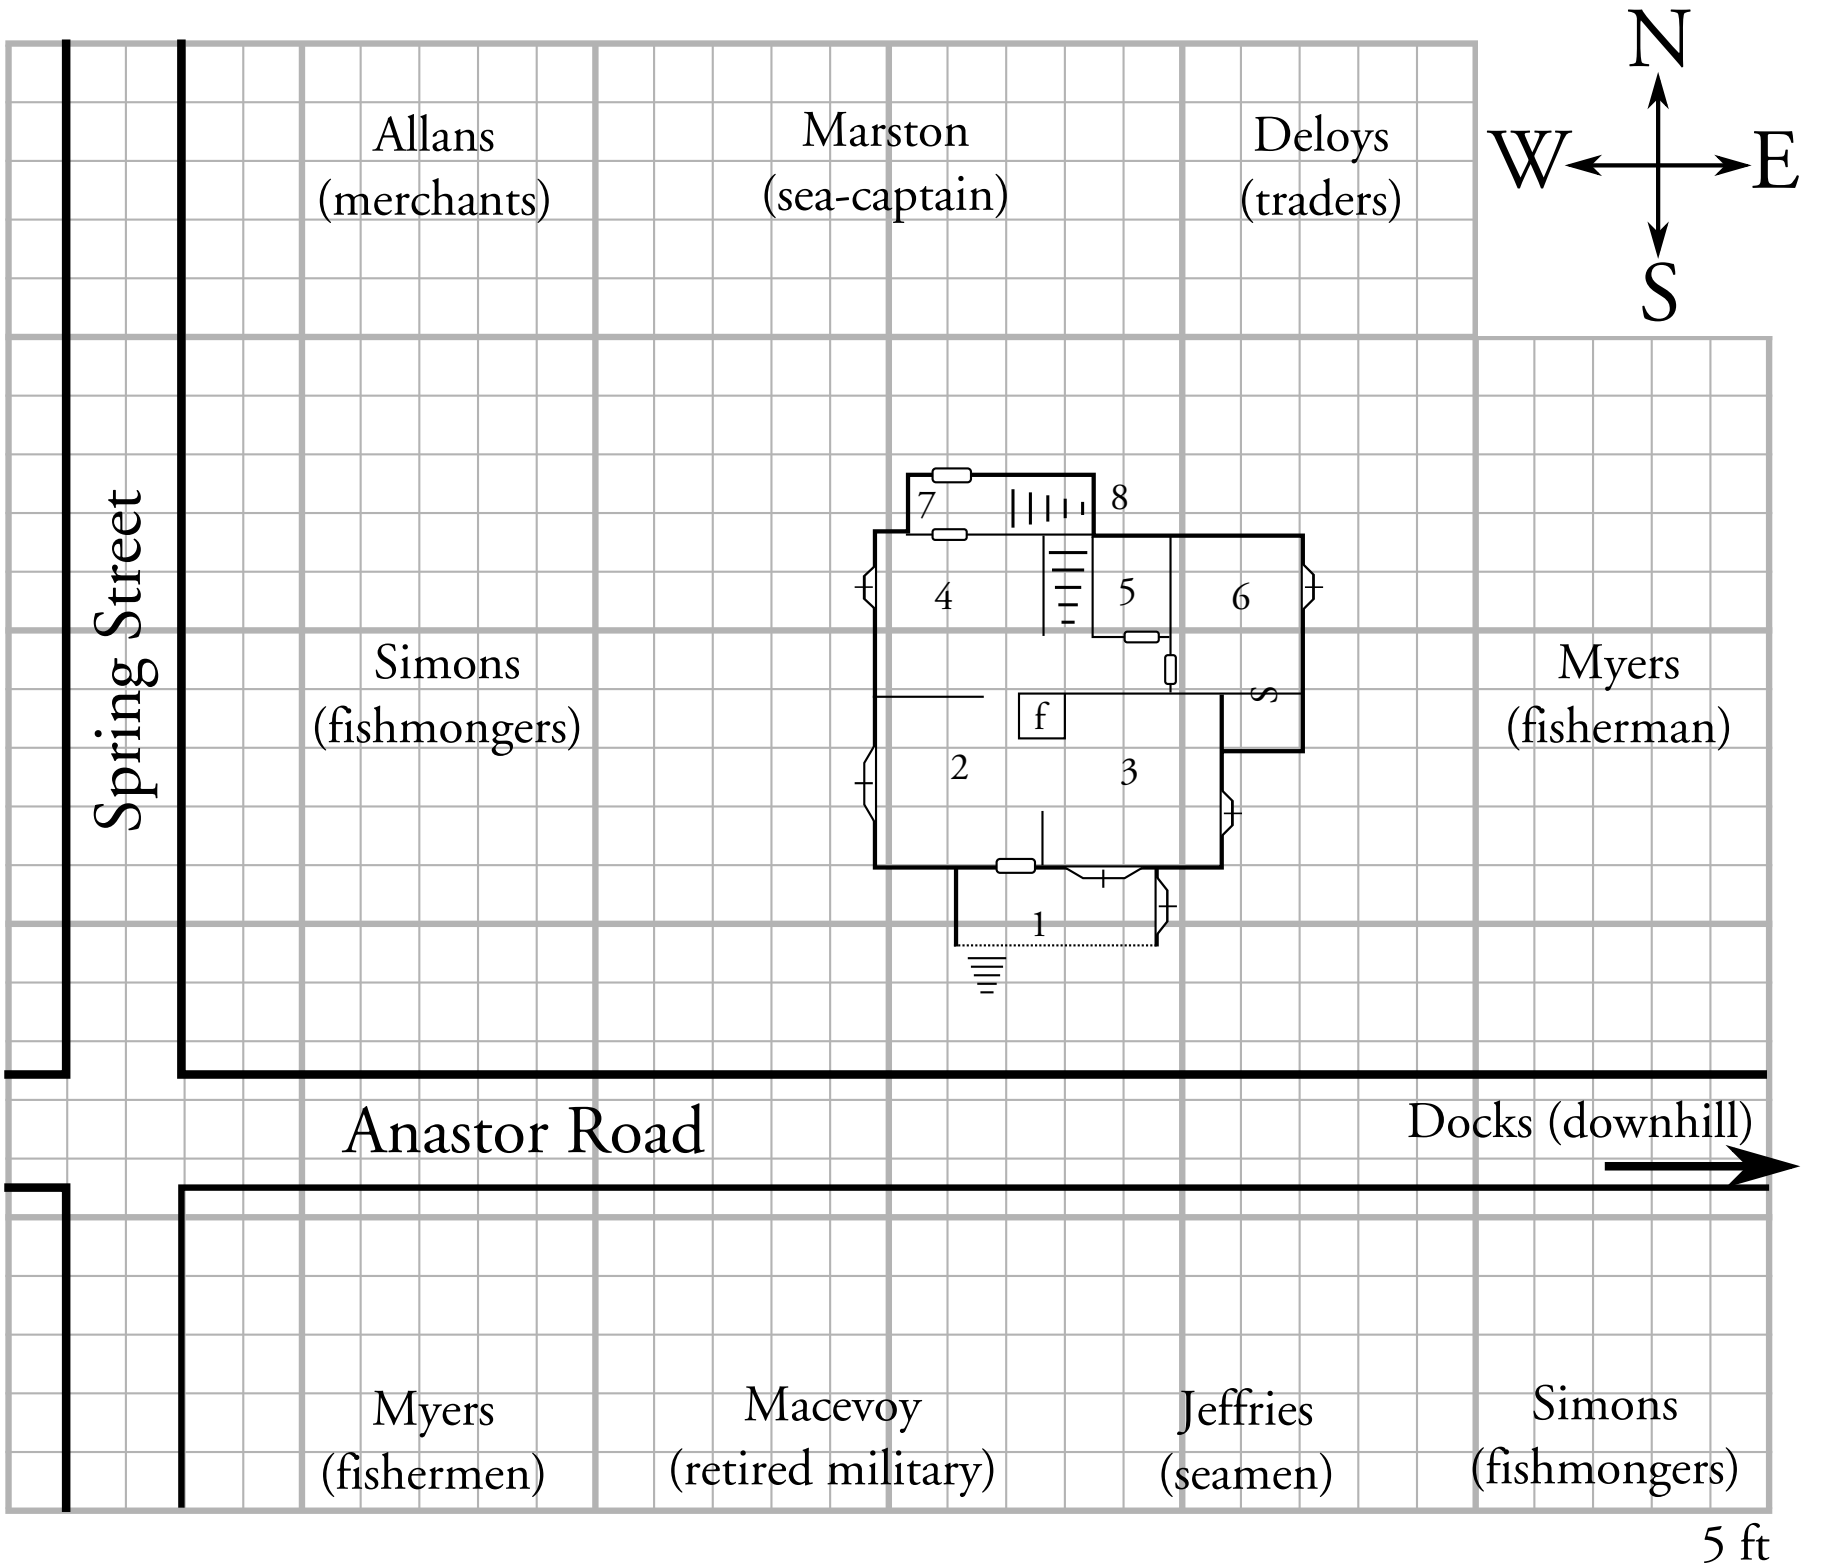 N
Allans
(merchants)
Marston
(sea-captain)
Deloys
(traders)
W
E
S
Spring Street
Simons
(fishmongers)
7
8
4
5
6
S
f
2
3
1
Myers
(fisherman)
Anastor Road
Docks (downhill)
Myers
(fishermen)
Macevoy
(retired military)
Jeffries
(seamen)
Simons
(fishmongers)
5 ft